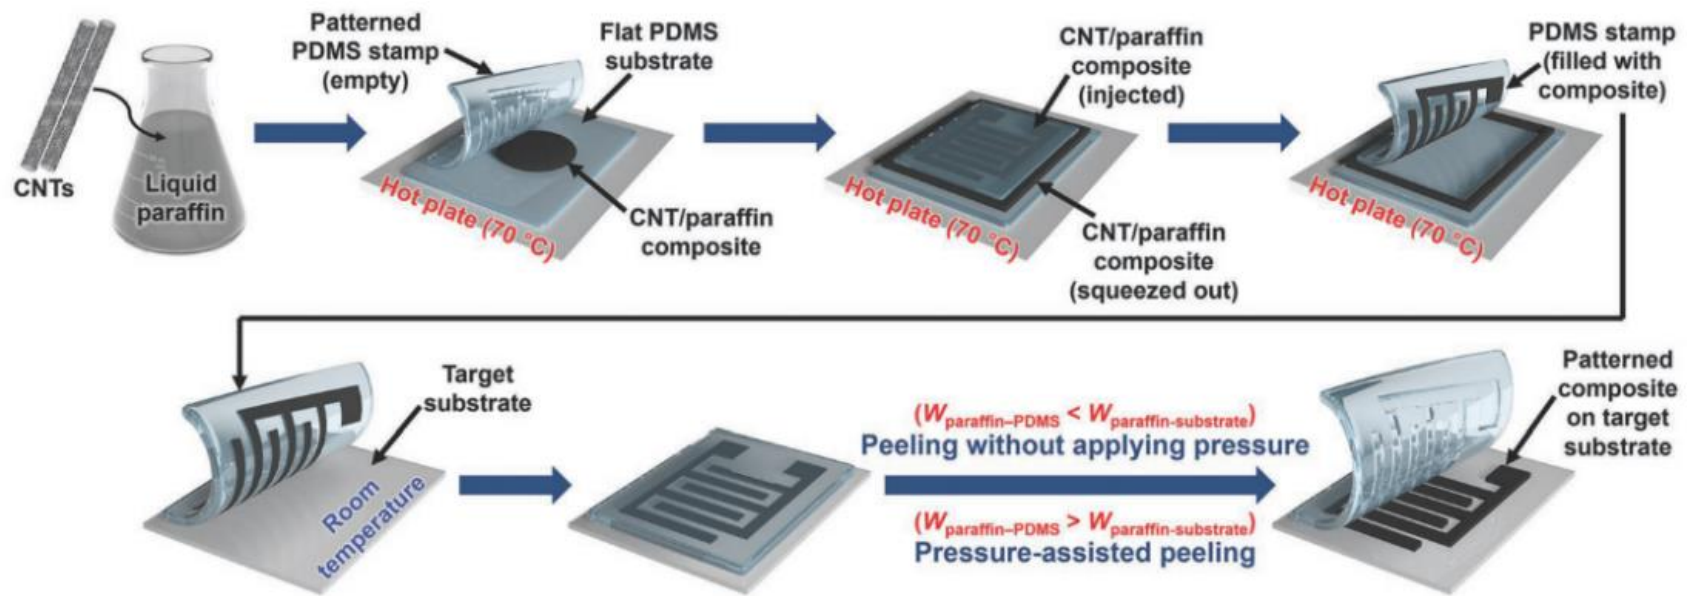 CNTs
Liquid
paraffin
Patterned
PDMS stamp
(empty)
Flat PDMS
substrate
Hot plate (70 °C)
CNT/paraffin
composite
CNT/paraffin
composite
(injected)
Hot plate (70 °C)
CNT/paraffin
composite
(squeezed out)
PDMS stamp
(filled with
composite)
Hot plate (70 °C)
Target
substrate
Room
temperature
(Wparaffin–PDMS < Wparaffin-substrate)
Peeling without applying pressure
(Wparaffin–PDMS > Wparaffin-substrate)
Pressure-assisted peeling
Patterned
composite
on target
substrate